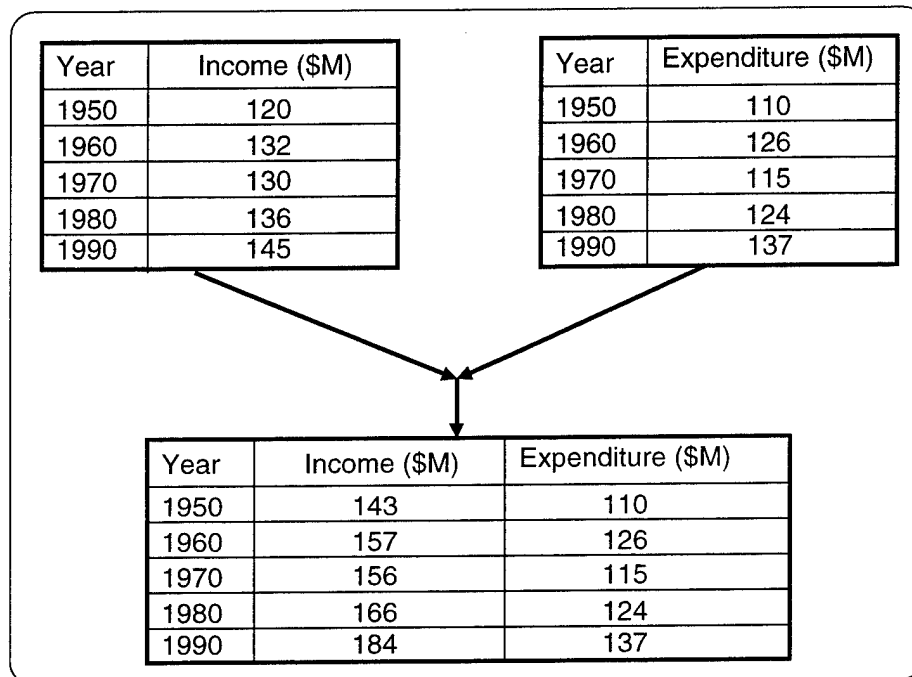 Year Income ($M)
1950 120
1960 132
1970 130
1980 136
1990 145
Year Expenditure ($M)
1950 110
1960 126
1970 115
1980 124
1990 137
Year Income ($M) Expenditure ($M)
1950 143 110
1960 157 126
1970 156 115
1980 166 124
1990 184 137